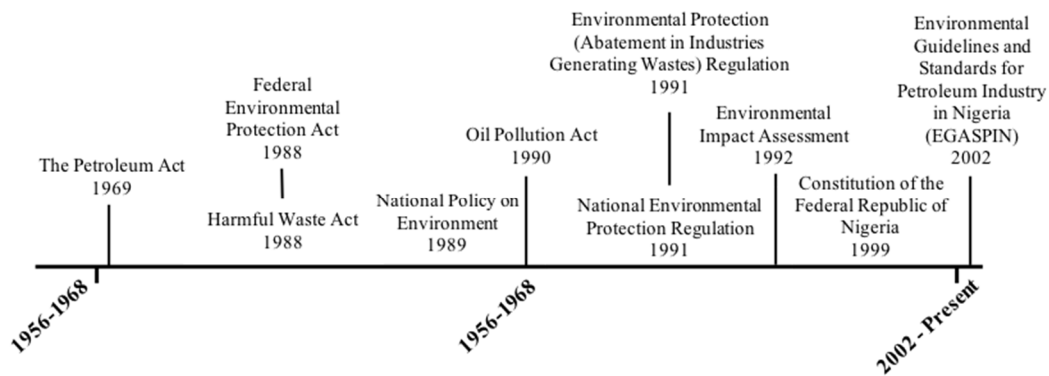 The Petroleum Act
1969
Federal
Environmental
Protection Act
1988
Harmful Waste Act
1988
National Policy on
Environment
1989
Oil Pollution Act
1990
Environmental Protection
(Abatement in Industries
Generating Wastes) Regulation
1991
National Environmental
Protection Regulation
1991
Environmental
Impact Assessment
1992
Constitution of the
Federal Republic of
Nigeria
1999
Environmental
Guidelines and
Standards for
Petroleum Industry
in Nigeria
(EGASPIN)
2002
1956-1968
1956-1968
2002 - Present